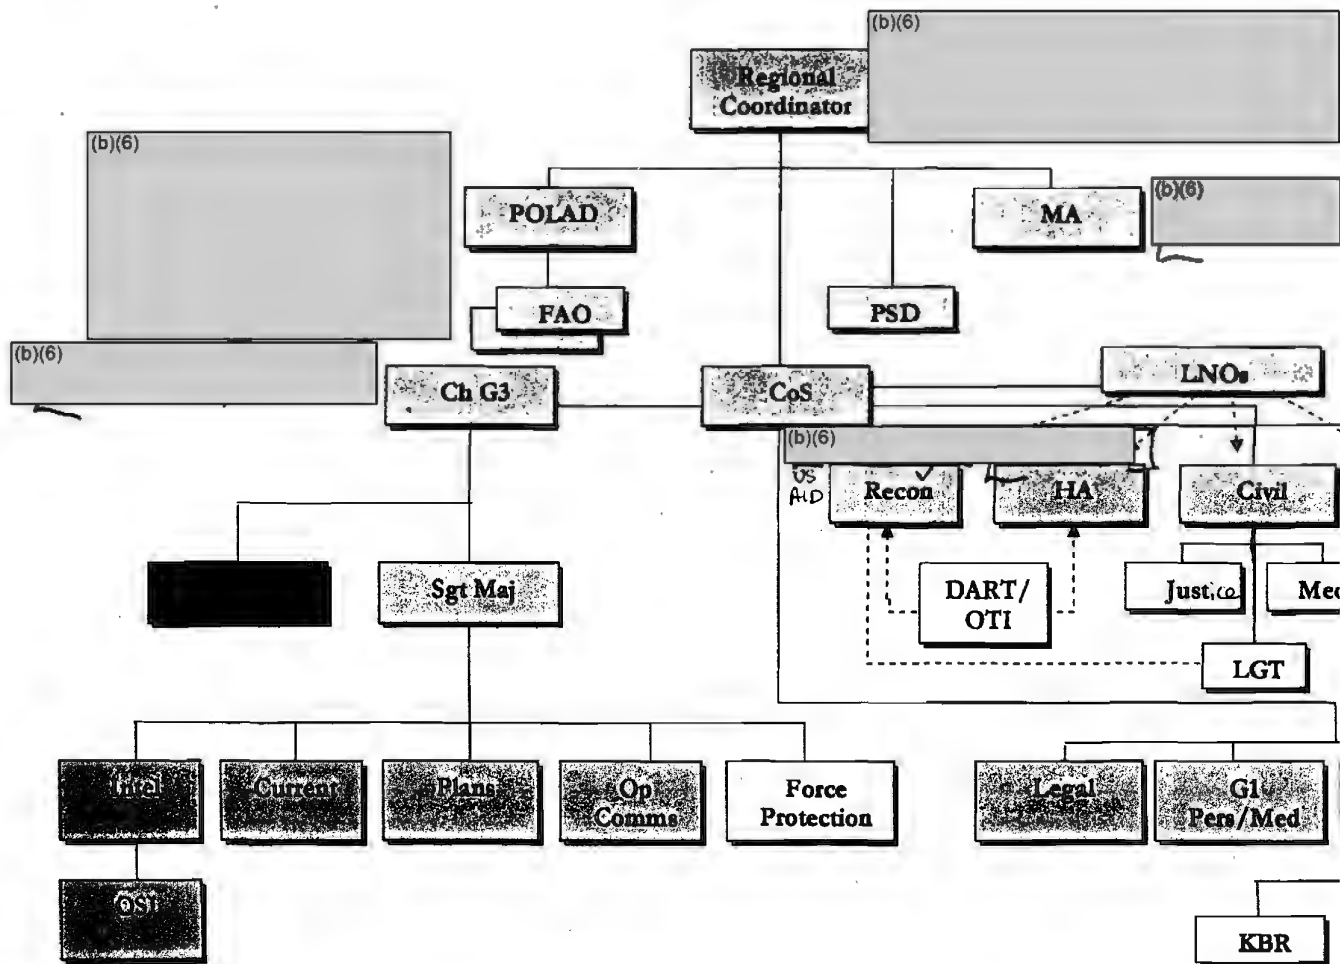 (b)(6)
Regional
Coordinator
(b)(6)
(b)(6)
POLAD
MA
FAO
PSD
(b)(6)
LNOs
Ch G3
CoS
(b)(6)
US
AID
Recon
HA
Civil
Sgt Maj
DART/
OTI
Justice
Med
LGT
Intel
Current
Plans
Op
Comms
Force
Protection
Legal
G1
Pers/Med
OSI
KBR